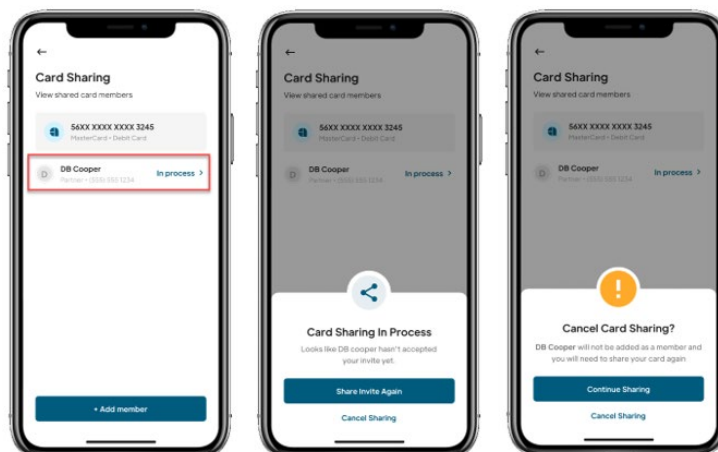 Card Sharing
View shared card members
56XX XXXX XXXX 3245
MasterCard • Debit Card
D
DB Cooper
Partner • (555) 555 1234
In process >
+ Add member
Card Sharing
View shared card members
56XX XXXX XXXX 3245
MasterCard • Debit Card
D
DB Cooper
Partner • (555) 555 1234
In process >
Card Sharing In Process
Looks like DB cooper hasn't accepted
your invite yet.
Share Invite Again
Cancel Sharing
Card Sharing
View shared card members
56XX XXXX XXXX 3245
MasterCard • Debit Card
D
DB Cooper
Partner • (555) 555 1234
In process >
Cancel Card Sharing?
DB Cooper will not be added as a member and
you will need to share your card again
Continue Sharing
Cancel Sharing